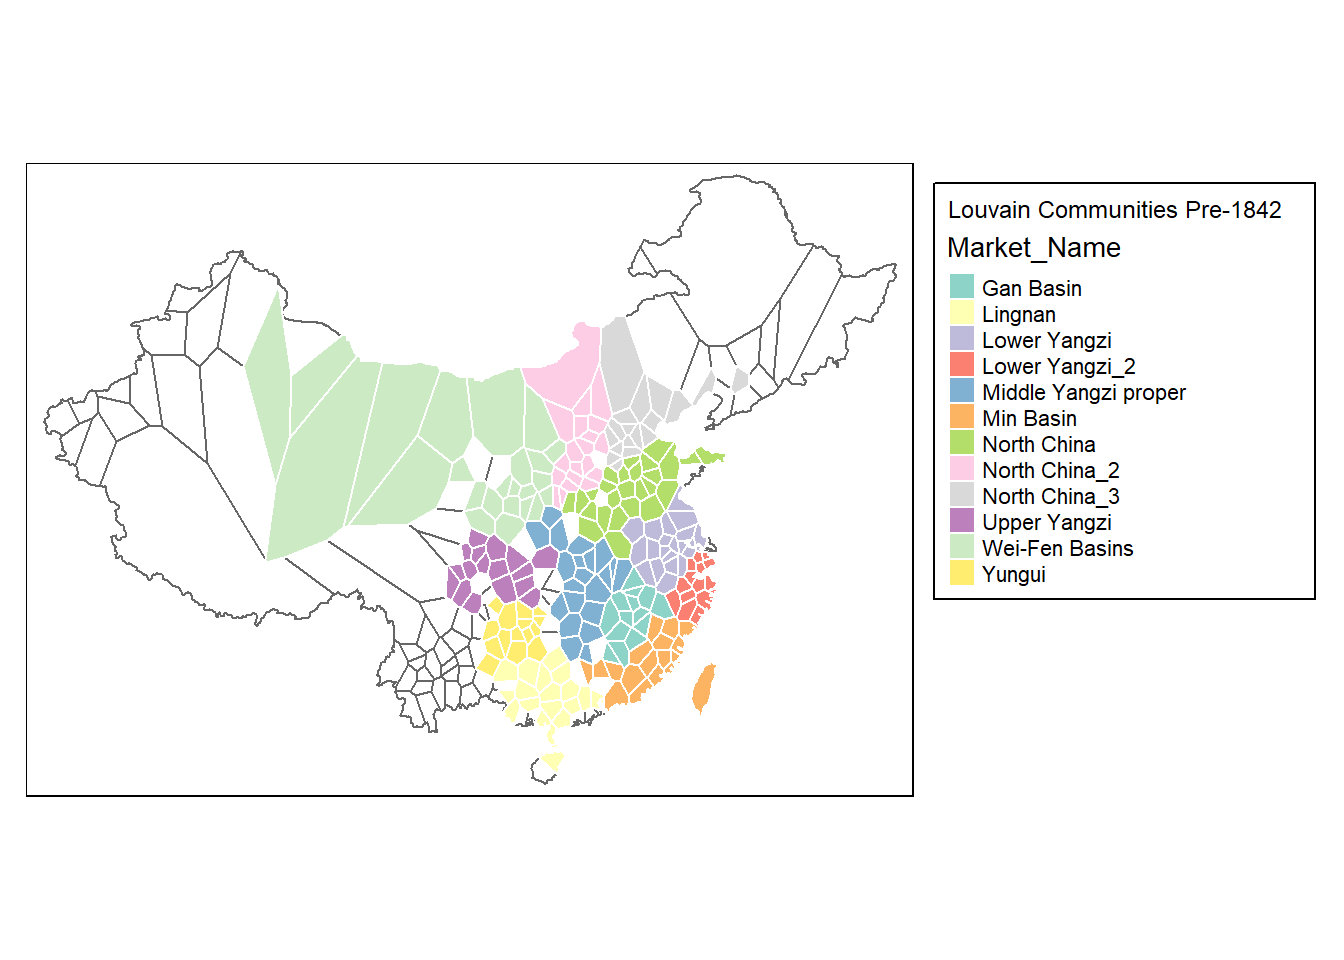 Louvain Communities Pre-1842
Market_Name
Gan Basin
Lingnan
Lower Yangzi
Lower Yangzi_2
Middle Yangzi proper
Min Basin
North China
North China_2
North China_3
Upper Yangzi
Wei-Fen Basins
Yungui